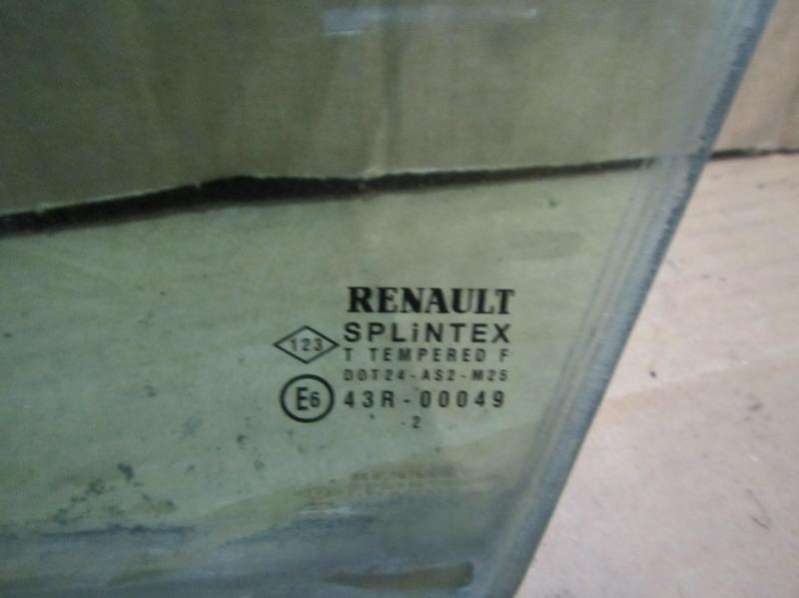 RENAULT
SPLiNTEX
123
T TEMPERED F
DOT24-AS2-M25
E6 43R-00049
2